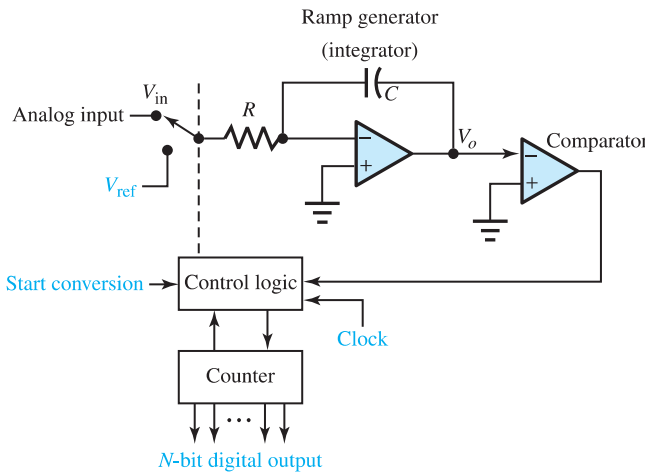 Ramp generator
(integrator)
C
V_in
R
Analog input
V_o
Comparator
−
+
−
+
V_ref
Start conversion
Control logic
Clock
Counter
...
N-bit digital output